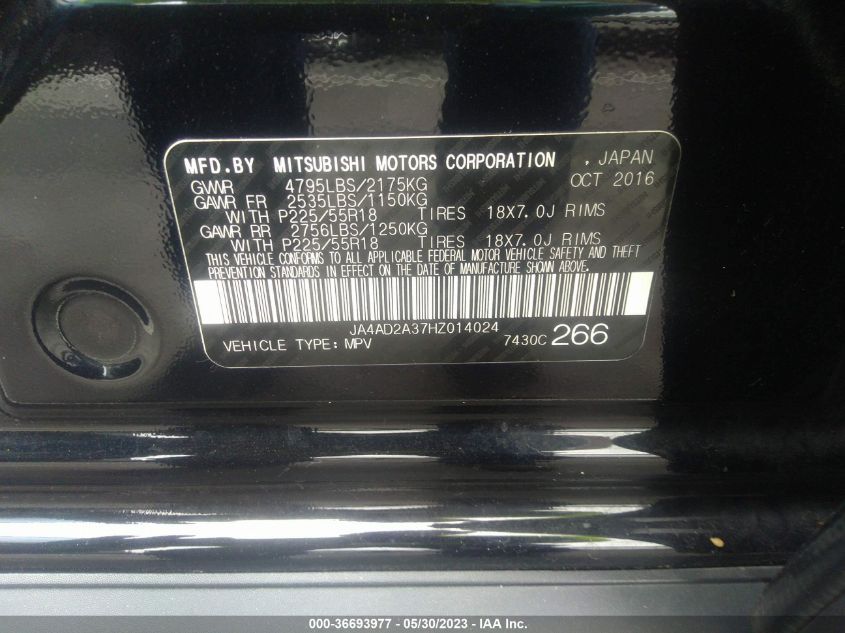 MFD.BY MITSUBISHI MOTORS CORPORATION , JAPAN
GWWR 4795LBS/2175KG OCT 2016
GAWR FR 2535LBS/1150KG
WITH P225/55R18 TIRES 18X7.0J RIMS
GAWR RR 2756LBS/1250KG
WITH P225/55R18 TIRES 18X7.0J RIMS
THIS VEHICLE CONFORMS TO ALL APPLICABLE FEDERAL MOTOR VEHICLE SAFETY AND THEFT
PREVENTION STANDARDS IN EFFECT ON THE DATE OF MANUFACTURE SHOWN ABOVE.
JA4AD2A37HZ014024
VEHICLE TYPE: MPV 7430C 266
000-36693977 - 05/30/2023 - IAA Inc.